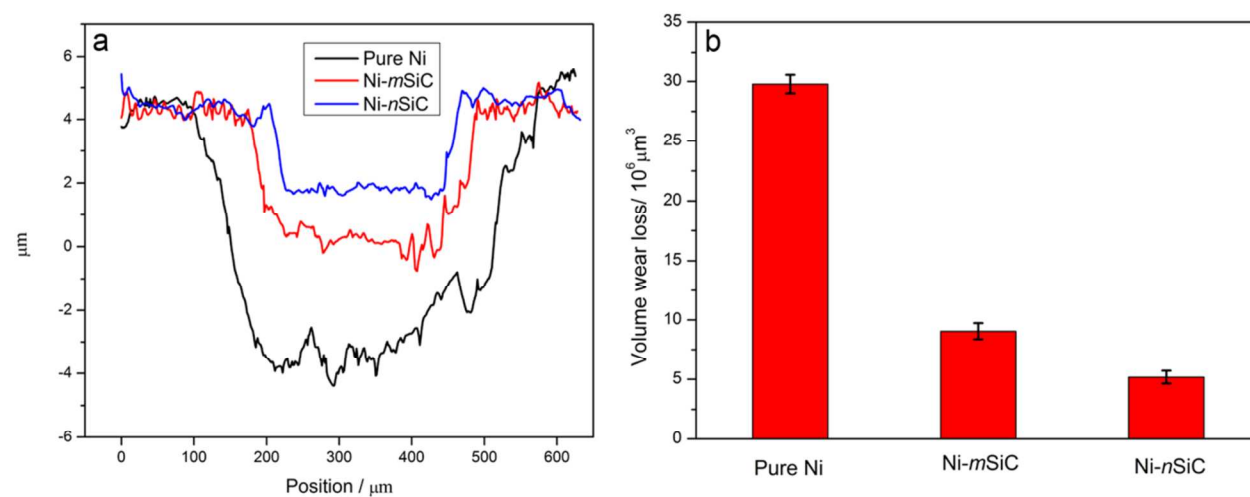 a
Pure Ni
Ni-mSiC
Ni-nSiC
6
4
2
0
-2
-4
-6
μm
0 100 200 300 400 500 600
Position / μm
b
35
30
25
20
15
10
5
0
Volume wear loss/ 10⁶μm³
Pure Ni Ni-mSiC Ni-nSiC